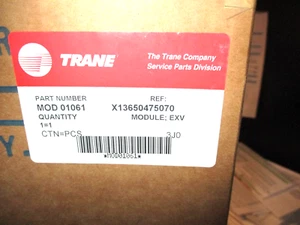 TRANE
The Trane Company
Service Parts Division
PART NUMBER REF:
MOD 01061 X13650475070
QUANTITY MODULE; EXV
1=1
CTN=PCS 3J0
*MOD01061*